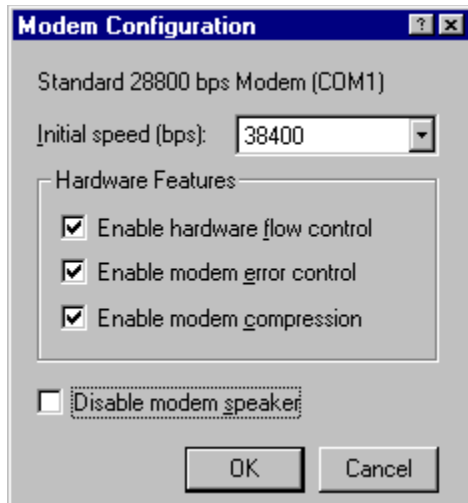 Modem Configuration
Standard 28800 bps Modem (COM1)
Initial speed (bps): 38400
Hardware Features
Enable hardware flow control
Enable modem error control
Enable modem compression
Disable modem speaker
OK Cancel